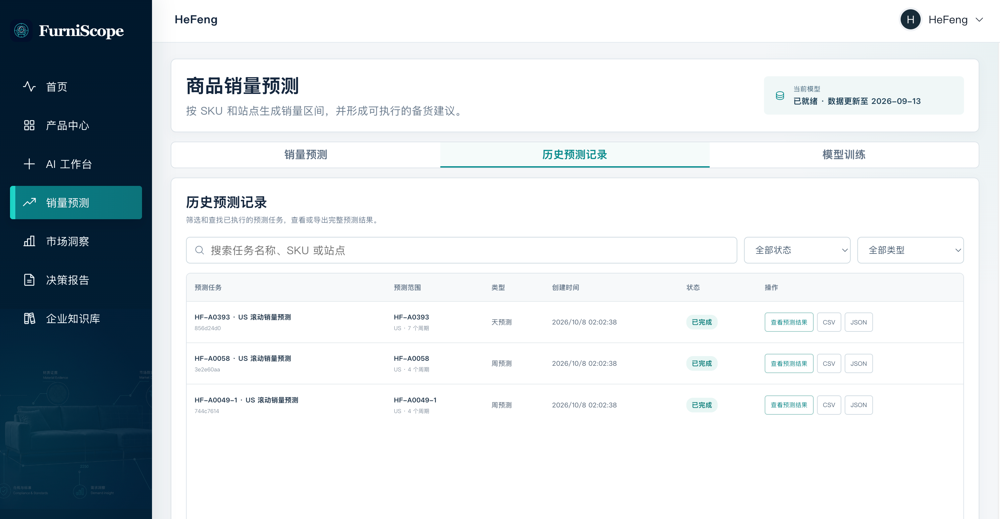 FurniScope
HeFeng
H HeFeng
首页
产品中心
AI 工作台
销量预测
市场洞察
决策报告
企业知识库
材质证据
Material Evidence
2250
合规与标准
Compliance & Standards
需求洞察
Demand Insight
商品销量预测
按 SKU 和站点生成销量区间，并形成可执行的备货建议。
当前模型
已就绪 · 数据更新至 2026-09-13
销量预测 历史预测记录 模型训练
历史预测记录
筛选和查找已执行的预测任务，查看或导出完整预测结果。
搜索任务名称、SKU 或站点 全部状态 全部类型
预测任务 预测范围 类型 创建时间 状态 操作
HF-A0393 · US 滚动销量预测 HF-A0393 天预测 2026/10/8 02:02:38 已完成 查看预测结果 CSV JSON
856d24d0 US · 7 个周期
HF-A0058 · US 滚动销量预测 HF-A0058 周预测 2026/10/8 02:02:38 已完成 查看预测结果 CSV JSON
3e2e60aa US · 4 个周期
HF-A0049-1 · US 滚动销量预测 HF-A0049-1 周预测 2026/10/8 02:02:38 已完成 查看预测结果 CSV JSON
744c7614 US · 4 个周期